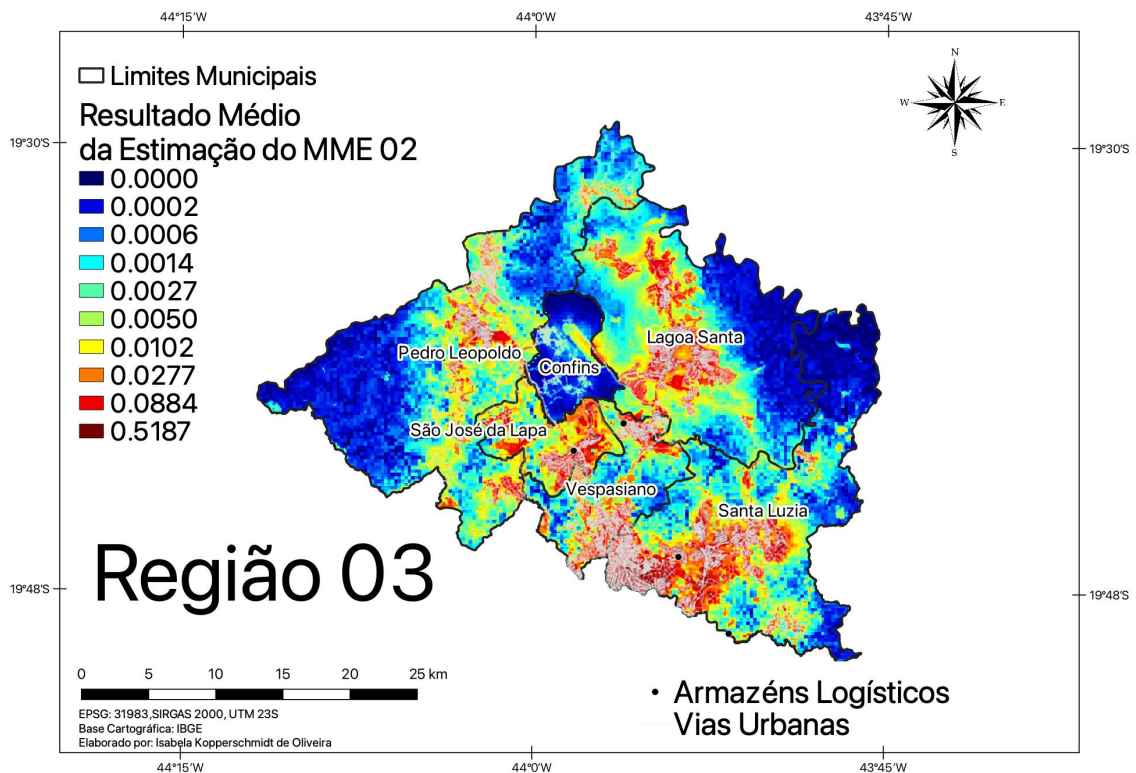 44°15'W 44°0'W 43°45'W
N
W E
S
Limites Municipais
Resultado Médio
da Estimação do MME 02
19°30'S 19°30'S
0.0000
0.0002
0.0006
0.0014
0.0027
0.0050
0.0102
0.0277
0.0884
0.5187
Lagoa Santa
Pedro Leopoldo
Confins
São José da Lapa
Vespasiano
Santa Luzia
Região 03
19°48'S 19°48'S
0 5 10 15 20 25 km
EPSG: 31983,SIRGAS 2000, UTM 23S
Base Cartográfica: IBGE
Elaborado por: Isabela Kopperschmidt de Oliveira
Armazéns Logísticos
Vias Urbanas
44°15'W 44°0'W 43°45'W